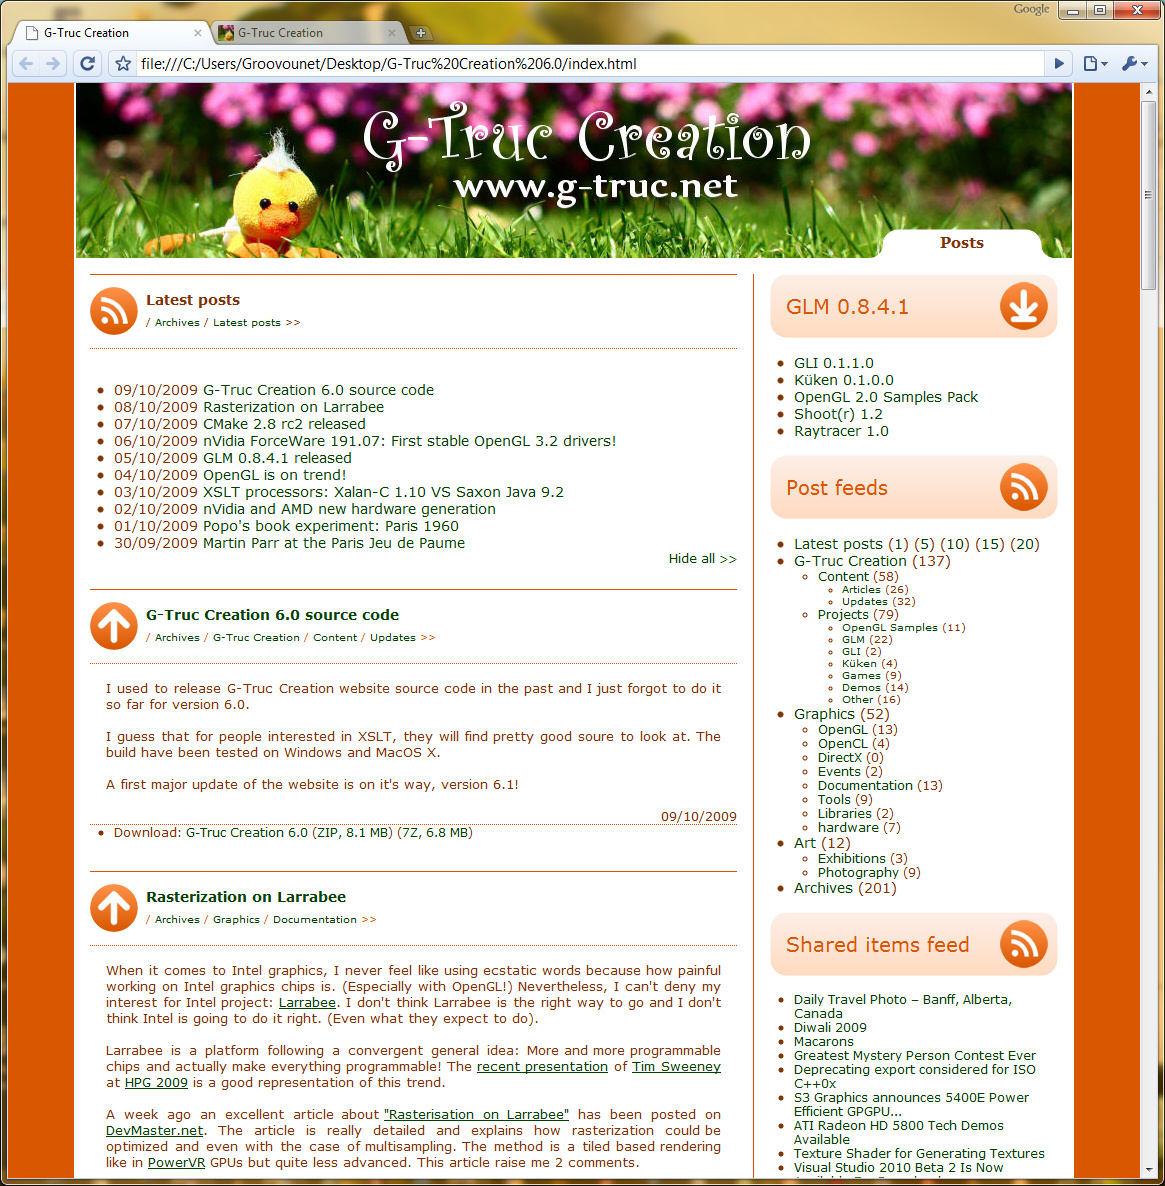 Google
G-Truc Creation
G-Truc Creation
file:///C:/Users/Groovounet/Desktop/G-Truc%20Creation%206.0/index.html
G-Truc Creation
www.g-truc.net
Posts
Latest posts
/ Archives / Latest posts >>
09/10/2009 G-Truc Creation 6.0 source code
08/10/2009 Rasterization on Larrabee
07/10/2009 CMake 2.8 rc2 released
06/10/2009 nVidia ForceWare 191.07: First stable OpenGL 3.2 drivers!
05/10/2009 GLM 0.8.4.1 released
04/10/2009 OpenGL is on trend!
03/10/2009 XSLT processors: Xalan-C 1.10 VS Saxon Java 9.2
02/10/2009 nVidia and AMD new hardware generation
01/10/2009 Popo's book experiment: Paris 1960
30/09/2009 Martin Parr at the Paris Jeu de Paume
Hide all >>
G-Truc Creation 6.0 source code
/ Archives / G-Truc Creation / Content / Updates >>
I used to release G-Truc Creation website source code in the past and I just forgot to do it
so far for version 6.0.
I guess that for people interested in XSLT, they will find pretty good soure to look at. The
build have been tested on Windows and MacOS X.
A first major update of the website is on it's way, version 6.1!
09/10/2009
Download: G-Truc Creation 6.0 (ZIP, 8.1 MB) (7Z, 6.8 MB)
Rasterization on Larrabee
/ Archives / Graphics / Documentation >>
When it comes to Intel graphics, I never feel like using ecstatic words because how painful
working on Intel graphics chips is. (Especially with OpenGL!) Nevertheless, I can't deny my
interest for Intel project: Larrabee. I don't think Larrabee is the right way to go and I don't
think Intel is going to do it right. (Even what they expect to do).
Larrabee is a platform following a convergent general idea: More and more programmable
chips and actually make everything programmable! The recent presentation of Tim Sweeney
at HPG 2009 is a good representation of this trend.
A week ago an excellent article about "Rasterisation on Larrabee" has been posted on
DevMaster.net. The article is really detailed and explains how rasterization could be
optimized and even with the case of multisampling. The method is a tiled based rendering
like in PowerVR GPUs but quite less advanced. This article raise me 2 comments.
GLM 0.8.4.1
GLI 0.1.1.0
Küken 0.1.0.0
OpenGL 2.0 Samples Pack
Shoot(r) 1.2
Raytracer 1.0
Post feeds
Latest posts (1) (5) (10) (15) (20)
G-Truc Creation (137)
Content (58)
Articles (26)
Updates (32)
Projects (79)
OpenGL Samples (11)
GLM (22)
GLI (2)
Küken (4)
Games (9)
Demos (14)
Other (16)
Graphics (52)
OpenGL (13)
OpenCL (4)
DirectX (0)
Events (2)
Documentation (13)
Tools (9)
Libraries (2)
hardware (7)
Art (12)
Exhibitions (3)
Photography (9)
Archives (201)
Shared items feed
Daily Travel Photo – Banff, Alberta,
Canada
Diwali 2009
Macarons
Greatest Mystery Person Contest Ever
Deprecating export considered for ISO
C++0x
S3 Graphics announces 5400E Power
Efficient GPGPU...
ATI Radeon HD 5800 Tech Demos
Available
Texture Shader for Generating Textures
Visual Studio 2010 Beta 2 Is Now